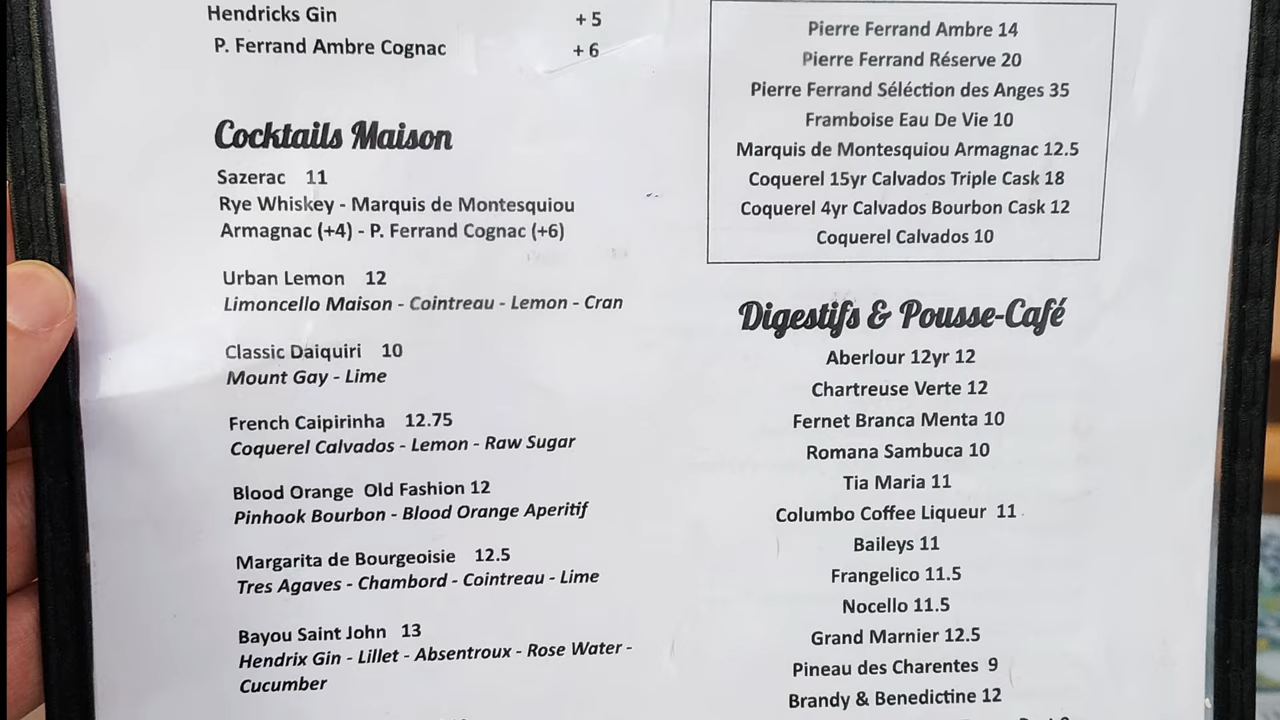 Hendricks Gin + 5
P. Ferrand Ambre Cognac + 6
Cocktails Maison
Sazerac 11
Rye Whiskey - Marquis de Montesquiou
Armagnac (+4) - P. Ferrand Cognac (+6)
Urban Lemon 12
Limoncello Maison - Cointreau - Lemon - Cran
Classic Daiquiri 10
Mount Gay - Lime
French Caipirinha 12.75
Coquerel Calvados - Lemon - Raw Sugar
Blood Orange Old Fashion 12
Pinhook Bourbon - Blood Orange Aperitif
Margarita de Bourgeoisie 12.5
Tres Agaves - Chambord - Cointreau - Lime
Bayou Saint John 13
Hendrix Gin - Lillet - Absentroux - Rose Water -
Cucumber
Pierre Ferrand Ambre 14
Pierre Ferrand Réserve 20
Pierre Ferrand Séléction des Anges 35
Framboise Eau De Vie 10
Marquis de Montesquiou Armagnac 12.5
Coquerel 15yr Calvados Triple Cask 18
Coquerel 4yr Calvados Bourbon Cask 12
Coquerel Calvados 10
Digestifs & Pousse-Café
Aberlour 12yr 12
Chartreuse Verte 12
Fernet Branca Menta 10
Romana Sambuca 10
Tia Maria 11
Columbo Coffee Liqueur 11
Baileys 11
Frangelico 11.5
Nocello 11.5
Grand Marnier 12.5
Pineau des Charentes 9
Brandy & Benedictine 12